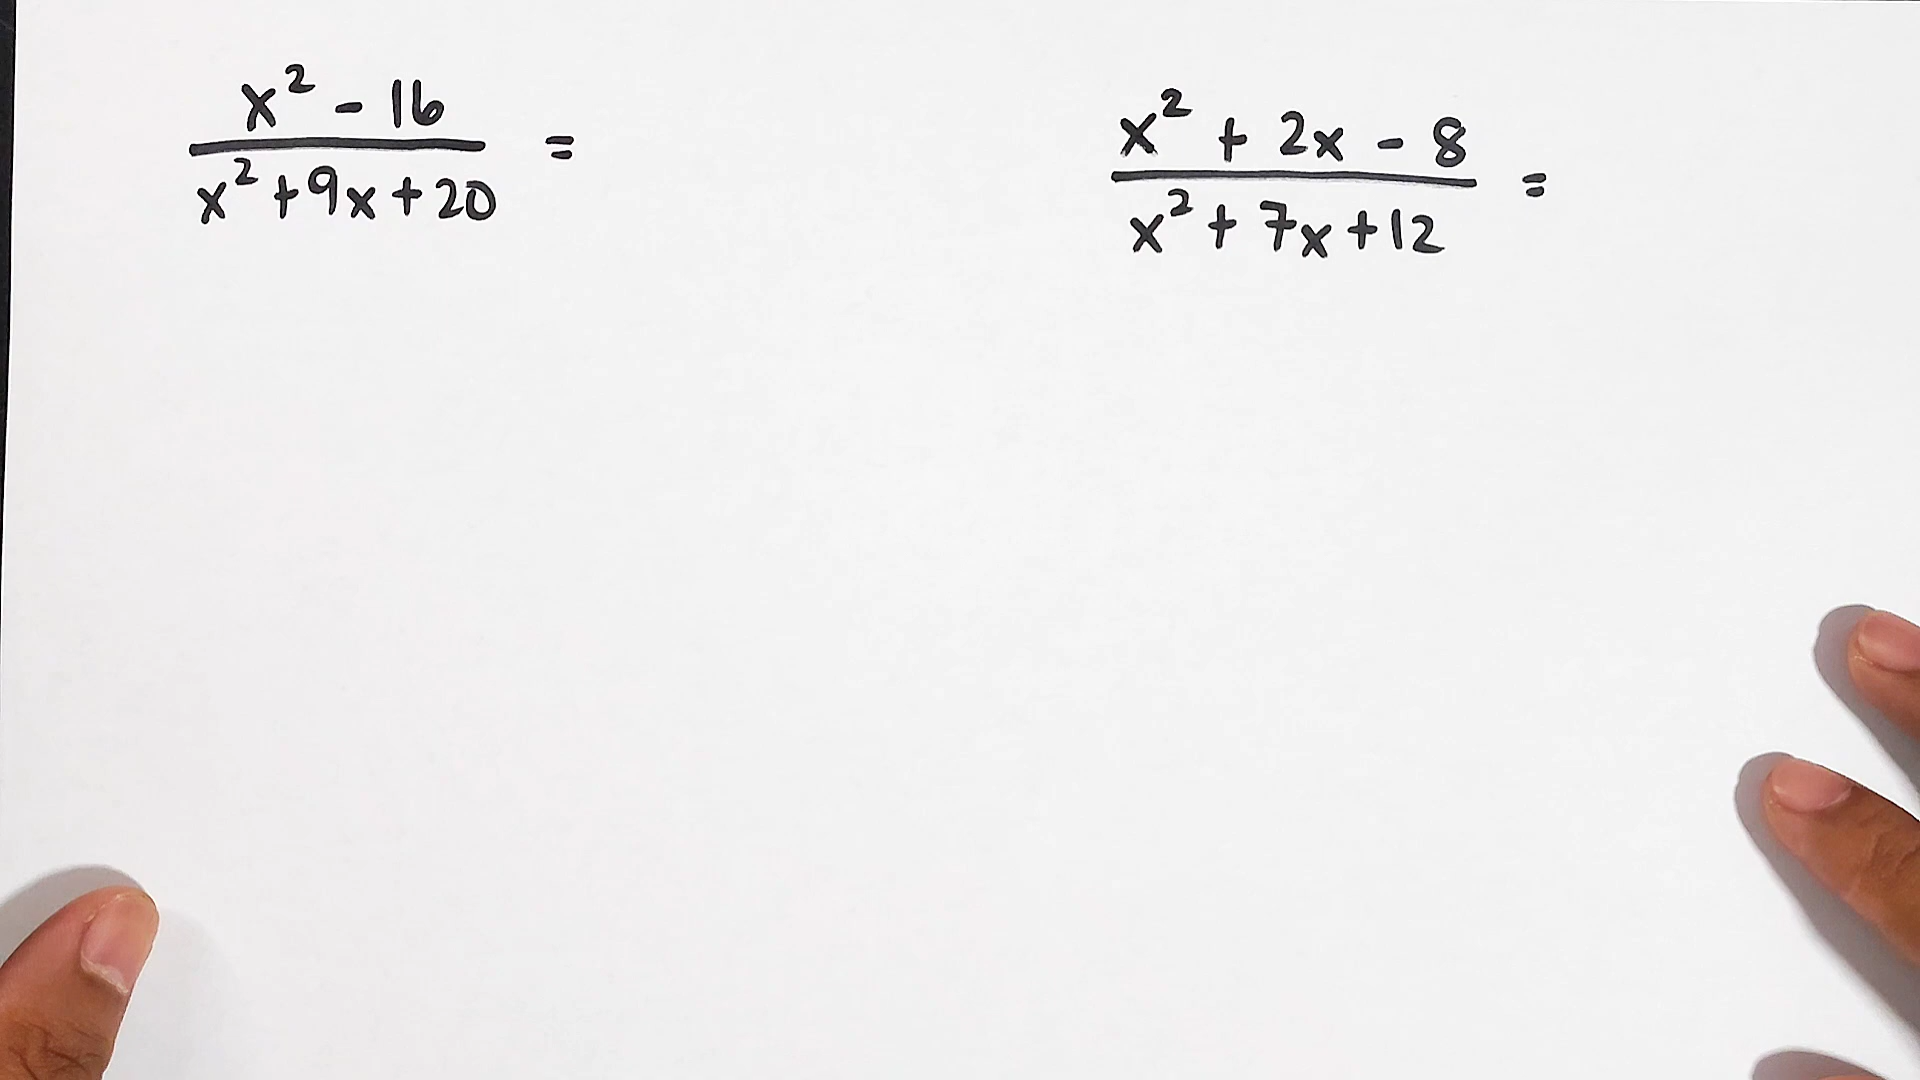 x² - 16
x² + 9x + 20 =
x² + 2x - 8
x² + 7x + 12 =